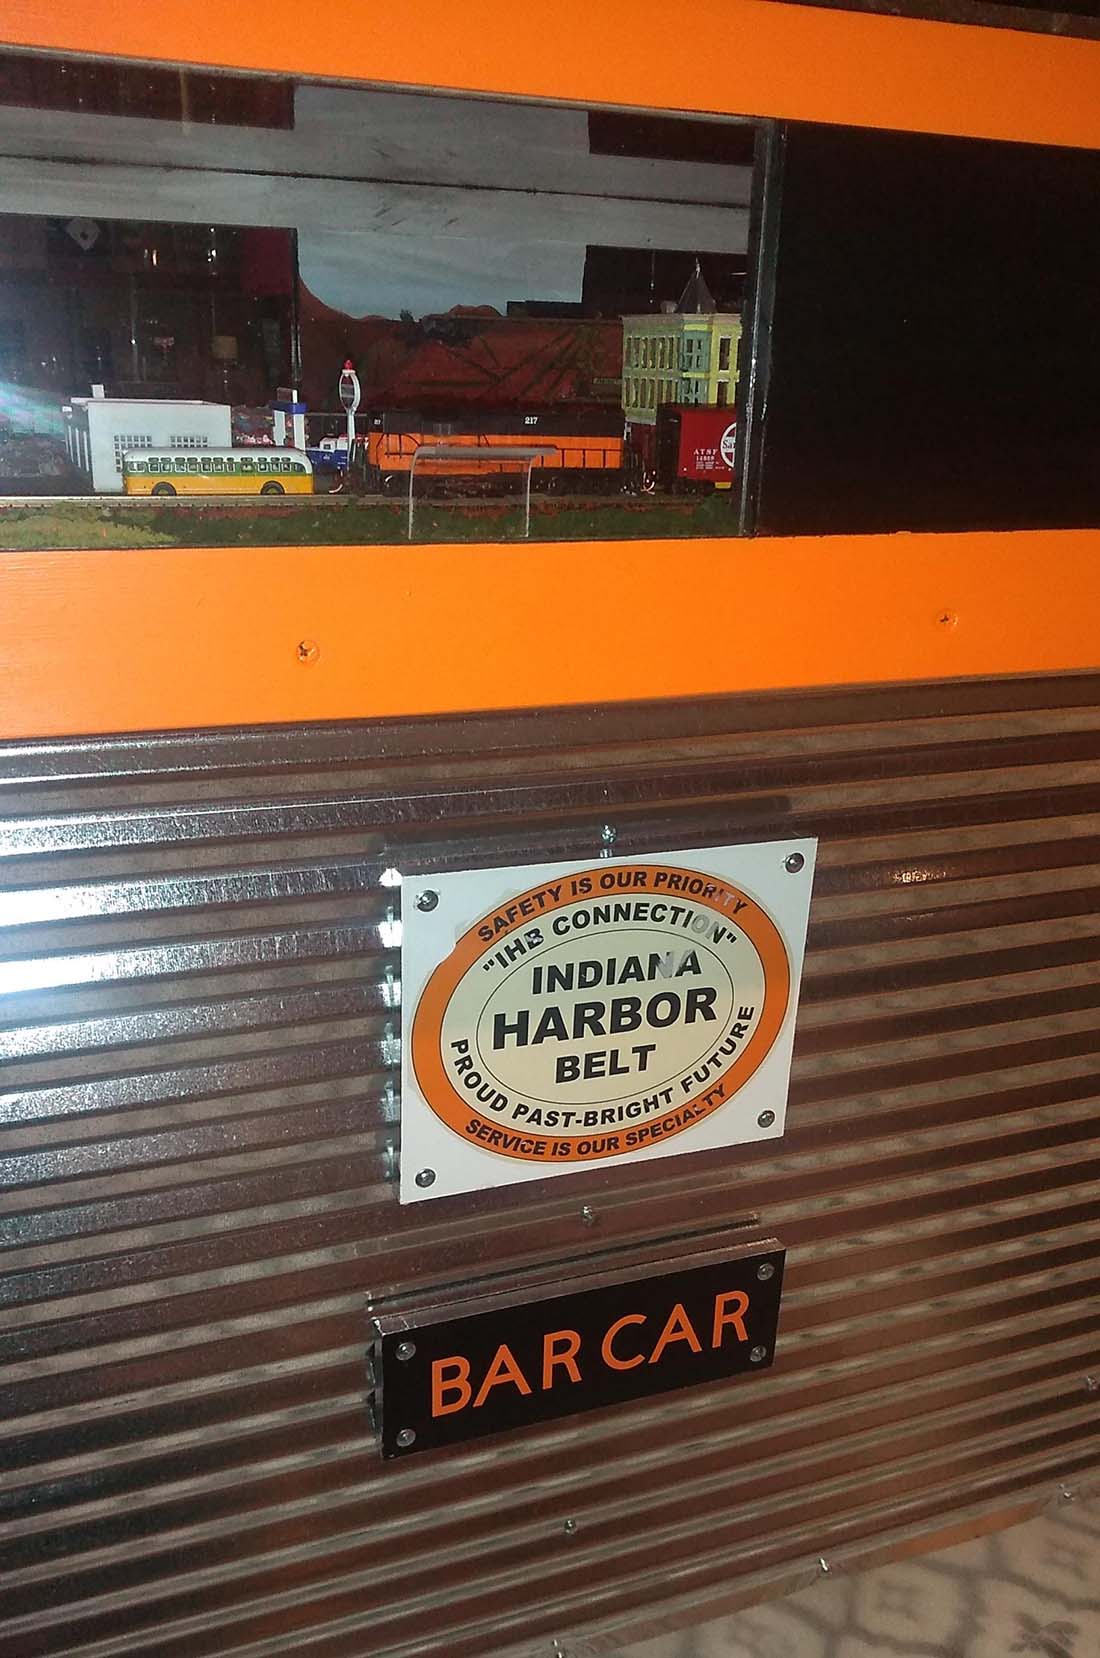 217
ATSF
SAFETY IS OUR PRIORITY
"IHB CONNECTION"
INDIANA
HARBOR
BELT
PROUD PAST-BRIGHT FUTURE
SERVICE IS OUR SPECIALTY
BAR CAR